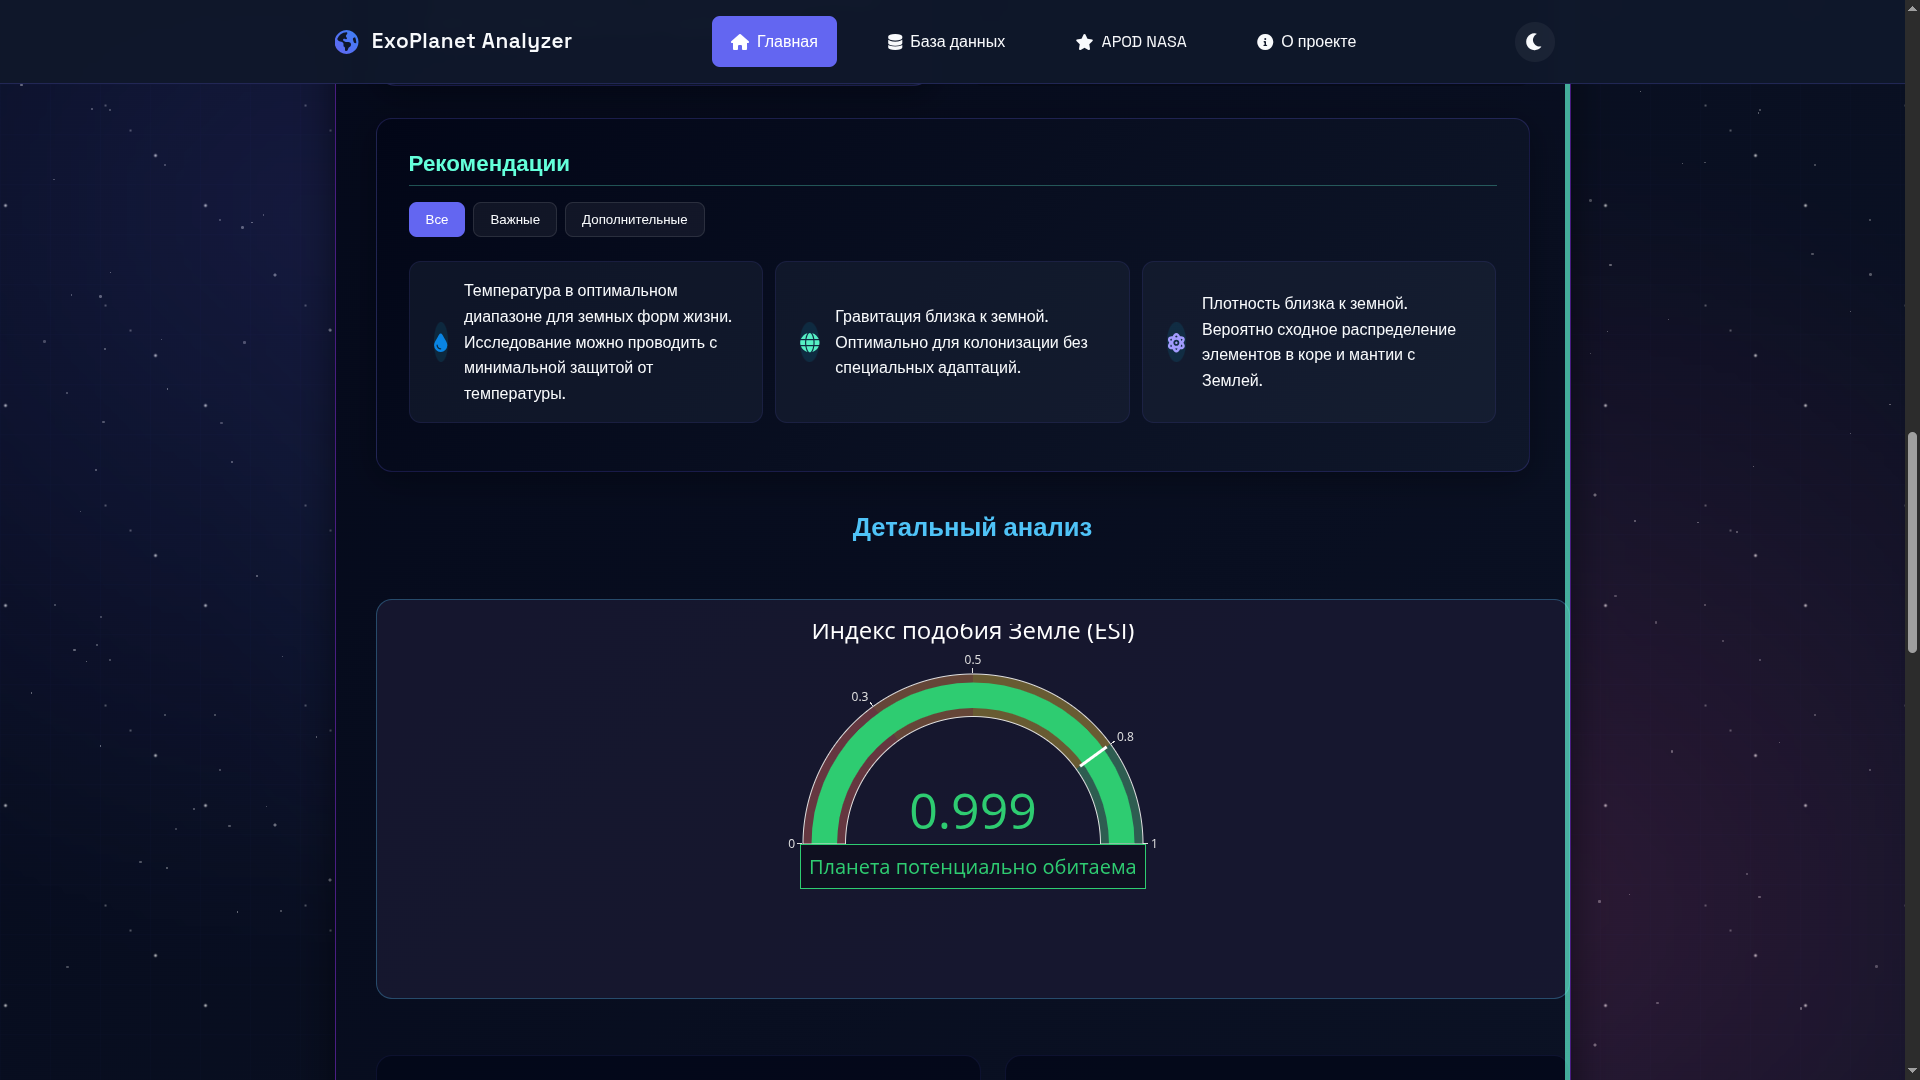 ExoPlanet Analyzer
Главная
База данных
APOD NASA
О проекте
Рекомендации
Все
Важные
Дополнительные
Температура в оптимальном
диапазоне для земных форм жизни.
Исследование можно проводить с
минимальной защитой от
температуры.
Гравитация близка к земной.
Оптимально для колонизации без
специальных адаптаций.
Плотность близка к земной.
Вероятно сходное распределение
элементов в коре и мантии с
Землей.
Детальный анализ
Индекс подобия Земле (ESI)
0.5
0.3
0.8
0.999
0
1
Планета потенциально обитаема